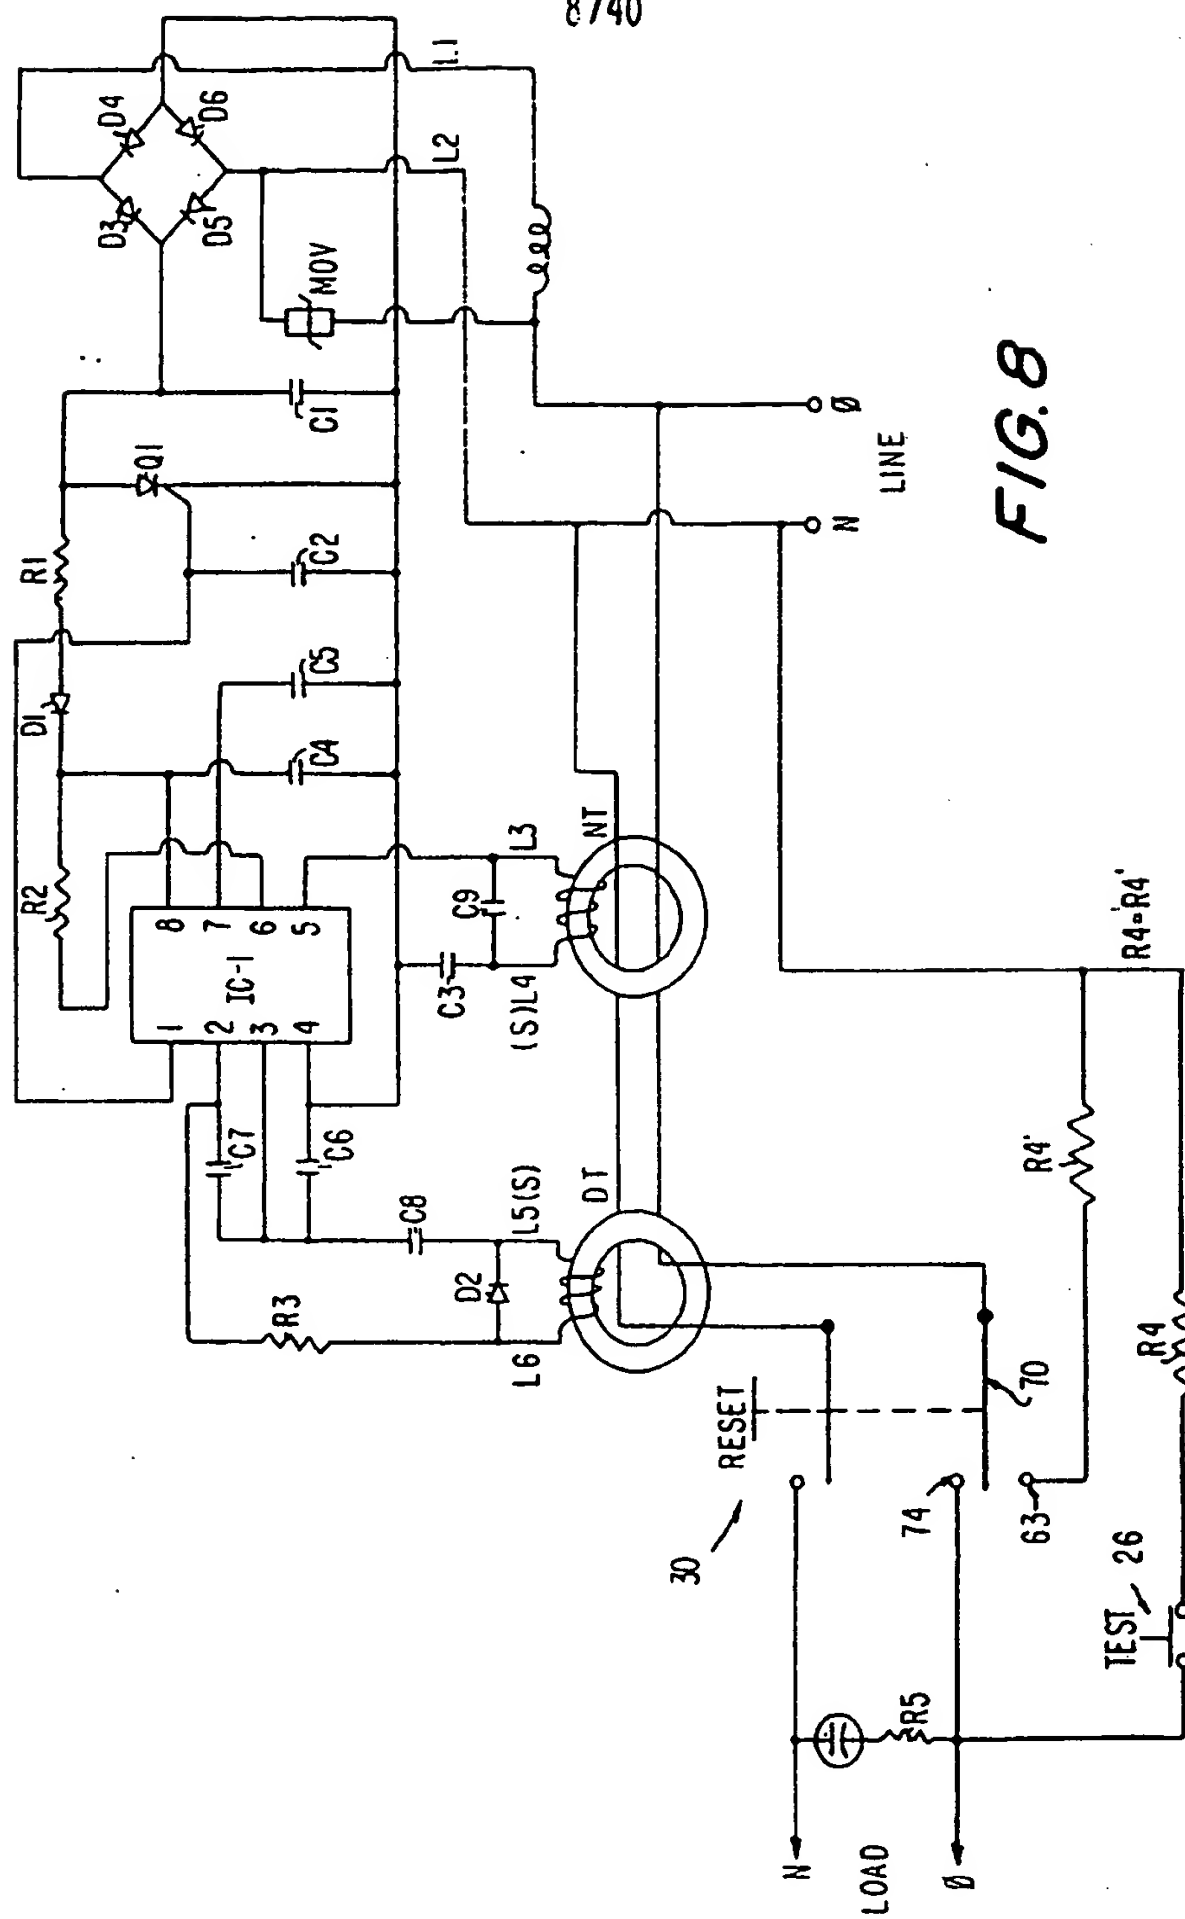 8740
L1
D4
D6
L2
D3
D5
MOV
C1
Q1
LINE
Ø
N
R1
C2
C5
D1
C4
R2
8 7 6 5
IC-1
1 2 3 4
L3
NT
C9
C3
(S)L4
C7
C6
C8
L5(S)
DT
D2
R3
L6
R4=R4'
R4'
R4
RESET
70
30
74
63
TEST
26
R5
N
LOAD
Ø
FIG. 8